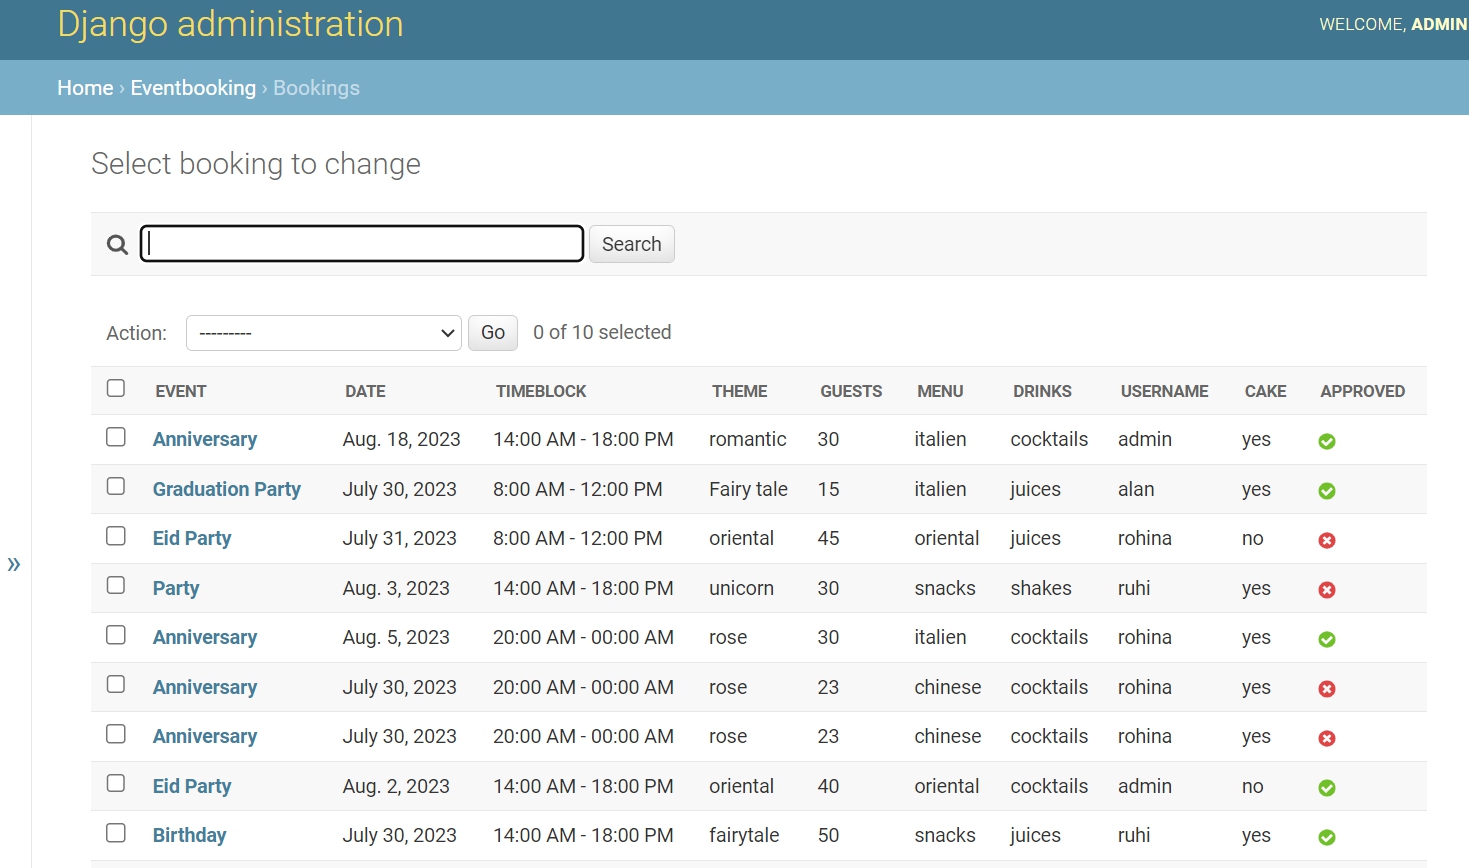 Django administration
WELCOME, ADMIN
Home › Eventbooking › Bookings
Select booking to change
Search
Action: --------- Go 0 of 10 selected
EVENT DATE TIMEBLOCK THEME GUESTS MENU DRINKS USERNAME CAKE APPROVED
Anniversary Aug. 18, 2023 14:00 AM - 18:00 PM romantic 30 italien cocktails admin yes
Graduation Party July 30, 2023 8:00 AM - 12:00 PM Fairy tale 15 italien juices alan yes
Eid Party July 31, 2023 8:00 AM - 12:00 PM oriental 45 oriental juices rohina no
Party Aug. 3, 2023 14:00 AM - 18:00 PM unicorn 30 snacks shakes ruhi yes
Anniversary Aug. 5, 2023 20:00 AM - 00:00 AM rose 30 italien cocktails rohina yes
Anniversary July 30, 2023 20:00 AM - 00:00 AM rose 23 chinese cocktails rohina yes
Anniversary July 30, 2023 20:00 AM - 00:00 AM rose 23 chinese cocktails rohina yes
Eid Party Aug. 2, 2023 14:00 AM - 18:00 PM oriental 40 oriental cocktails admin no
Birthday July 30, 2023 14:00 AM - 18:00 PM fairytale 50 snacks juices ruhi yes
»